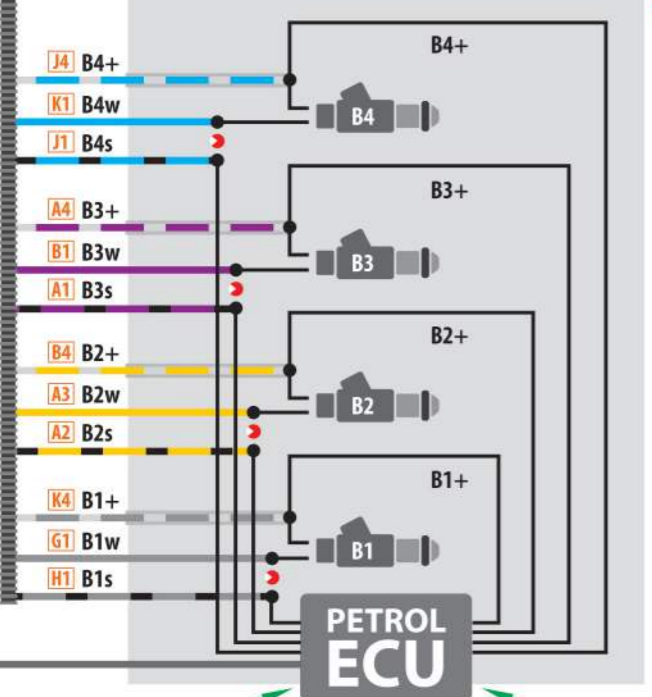 B4+
J4 B4+
K1 B4w
B4
J1 B4s
B3+
A4 B3+
B1 B3w
B3
A1 B3s
B2+
B4 B2+
A3 B2w
B2
A2 B2s
B1+
K4 B1+
G1 B1w
B1
H1 B1s
PETROL
ECU